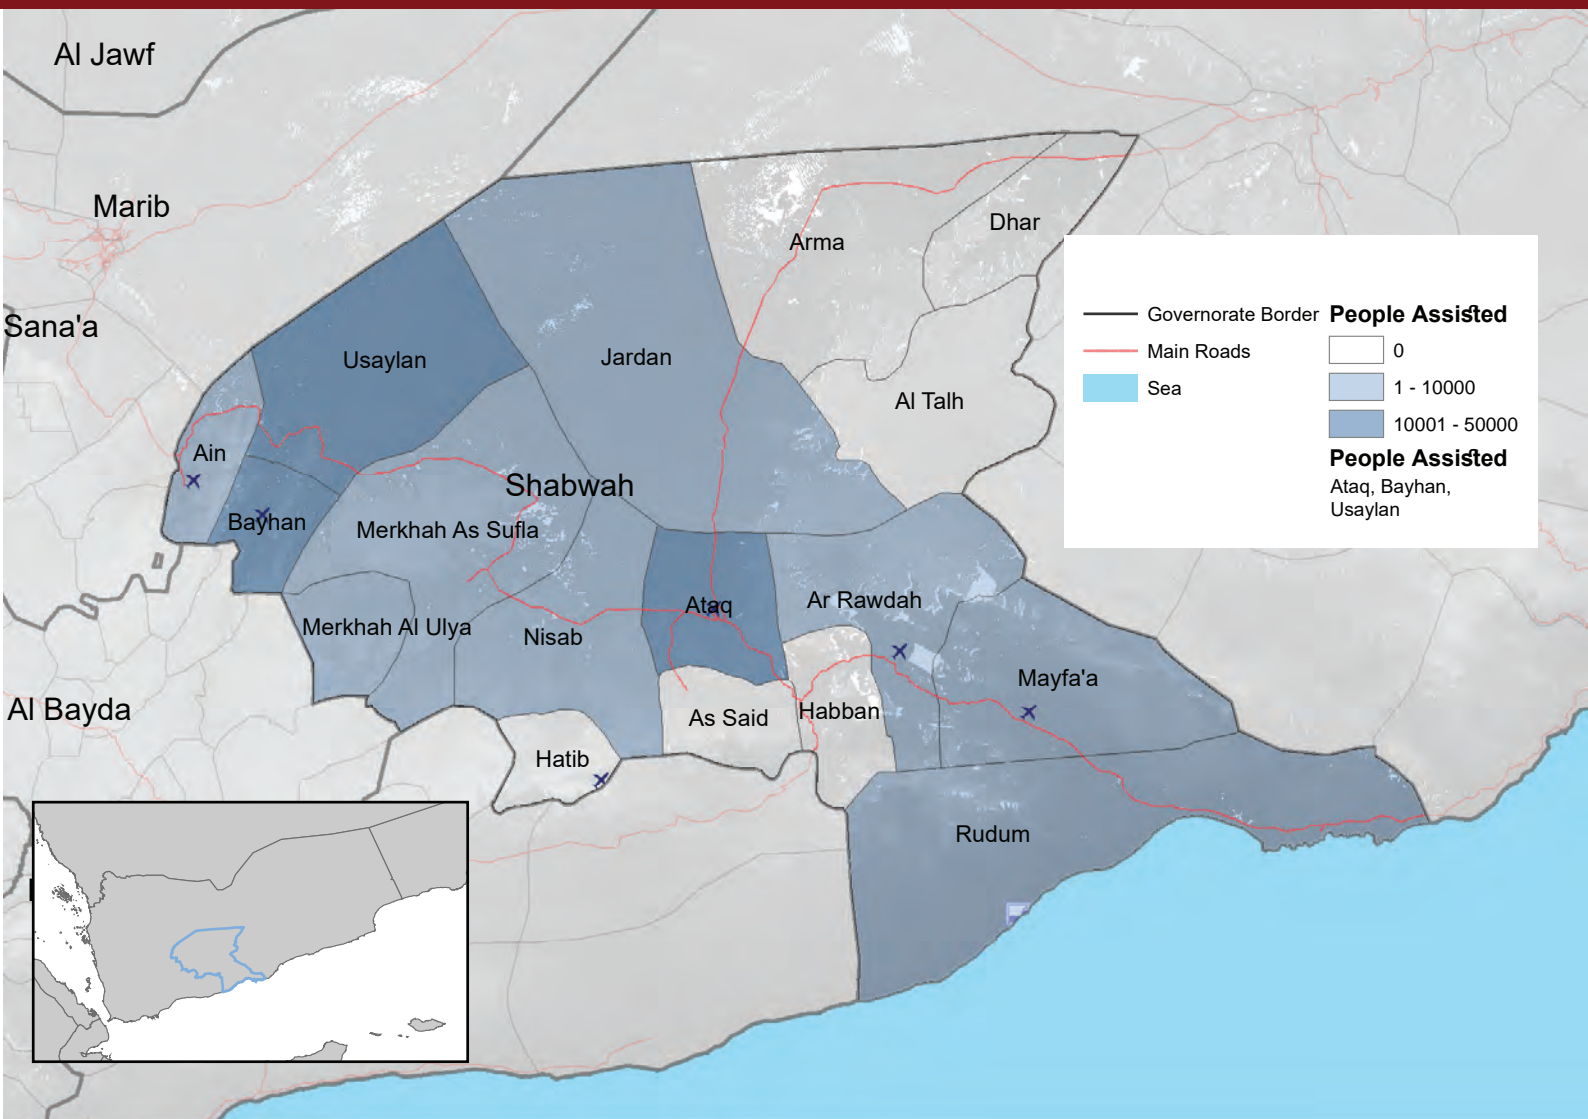 Al Jawf
Marib
Dhar
Arma
Sana'a
Usaylan
Jardan
Al Talh
Ain
Shabwah
Bayhan
Merkhah As Sufla
Ataq
Ar Rawdah
Merkhah Al Ulya
Nisab
Mayfa'a
Al Bayda
As Said
Habban
Hatib
Rudum
Governorate Border
Main Roads
Sea
People Assisted
0
1 - 10000
10001 - 50000
People Assisted
Ataq, Bayhan,
Usaylan